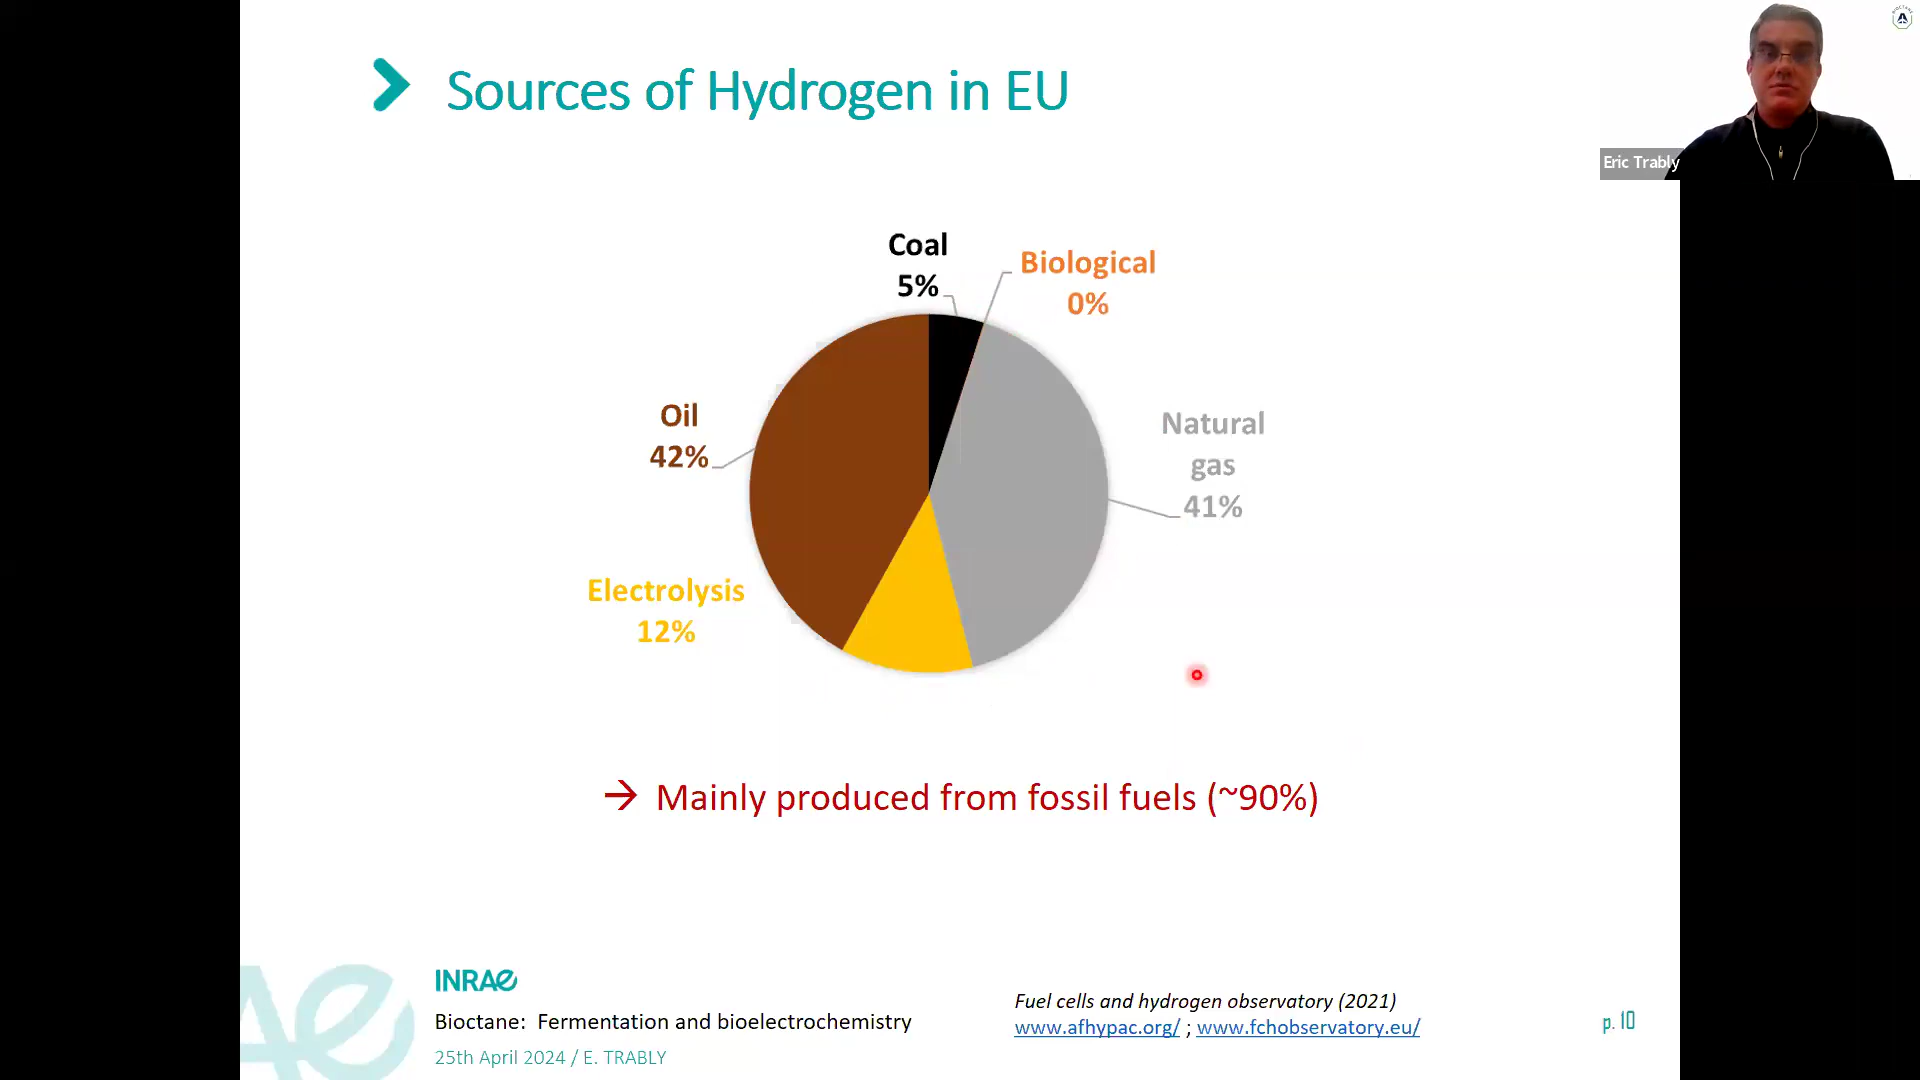 Sources of Hydrogen in EU
Eric Trably
Coal
5%
Biological
0%
Oil
42%
Natural
gas
41%
Electrolysis
12%
→ Mainly produced from fossil fuels (~90%)
INRAE
Bioctane: Fermentation and bioelectrochemistry
25th April 2024 / E. TRABLY
Fuel cells and hydrogen observatory (2021)
www.afhypac.org/ ; www.fchobservatory.eu/
p. 10